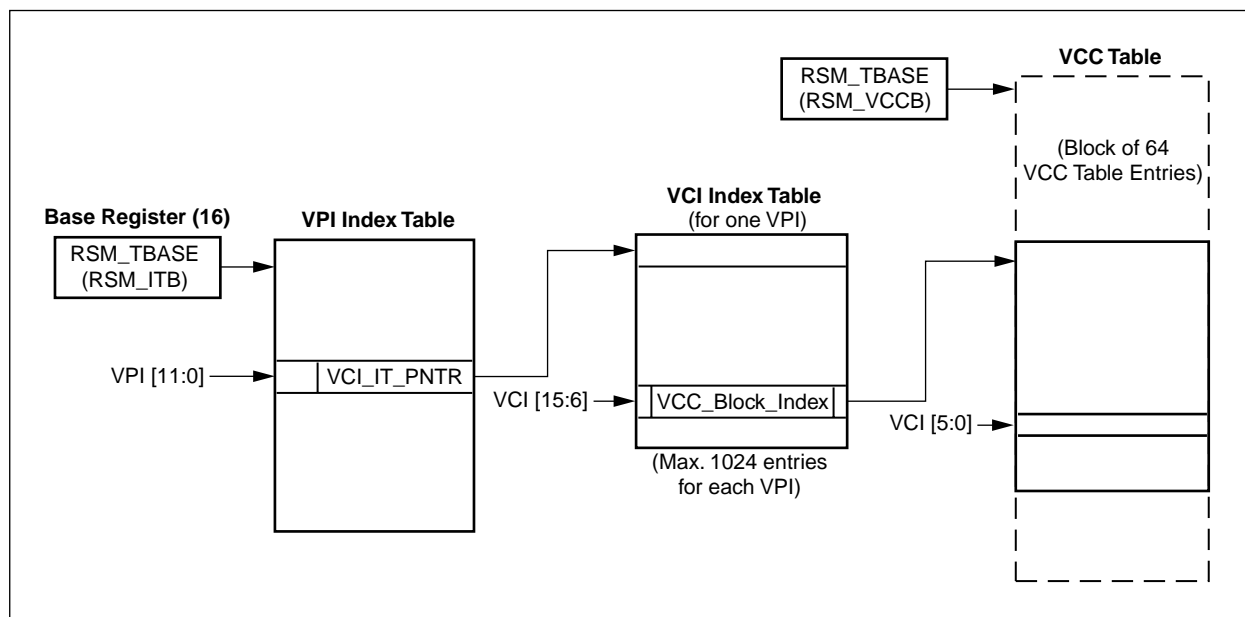 VCC Table
RSM_TBASE
(RSM_VCCB)
(Block of 64
VCC Table Entries)
VCI Index Table
(for one VPI)
Base Register (16)
VPI Index Table
RSM_TBASE
(RSM_ITB)
VPI [11:0]
VCI_IT_PNTR
VCI [15:6]
VCC_Block_Index
VCI [5:0]
(Max. 1024 entries
for each VPI)